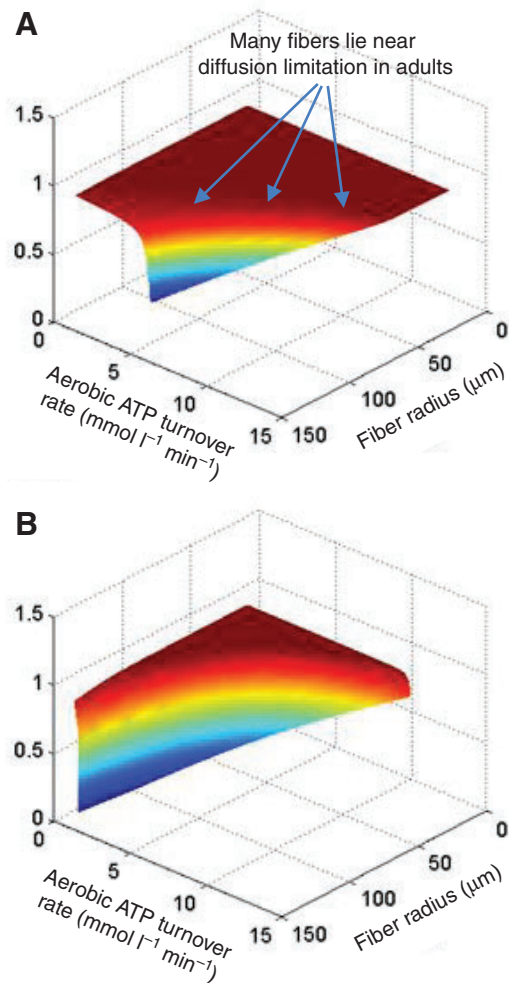 A
Many fibers lie near
diffusion limitation in adults
1.5
1
0.5
0
0
5
10
15
150
100
50
0
Aerobic ATP turnover
rate (mmol l⁻¹ min⁻¹)
Fiber radius (μm)
B
1.5
1
0.5
0
0
5
10
15
150
100
50
0
Aerobic ATP turnover
rate (mmol l⁻¹ min⁻¹)
Fiber radius (μm)